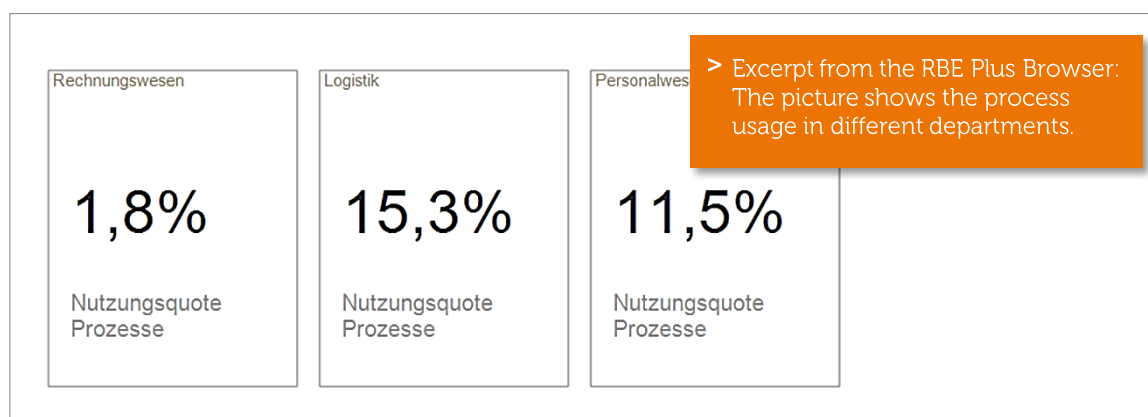 Rechnungswesen
Logistik
> Excerpt from the RBE Plus Browser:
The picture shows the process
usage in different departments.
1,8%
15,3%
11,5%
Nutzungsquote
Prozesse
Nutzungsquote
Prozesse
Nutzungsquote
Prozesse